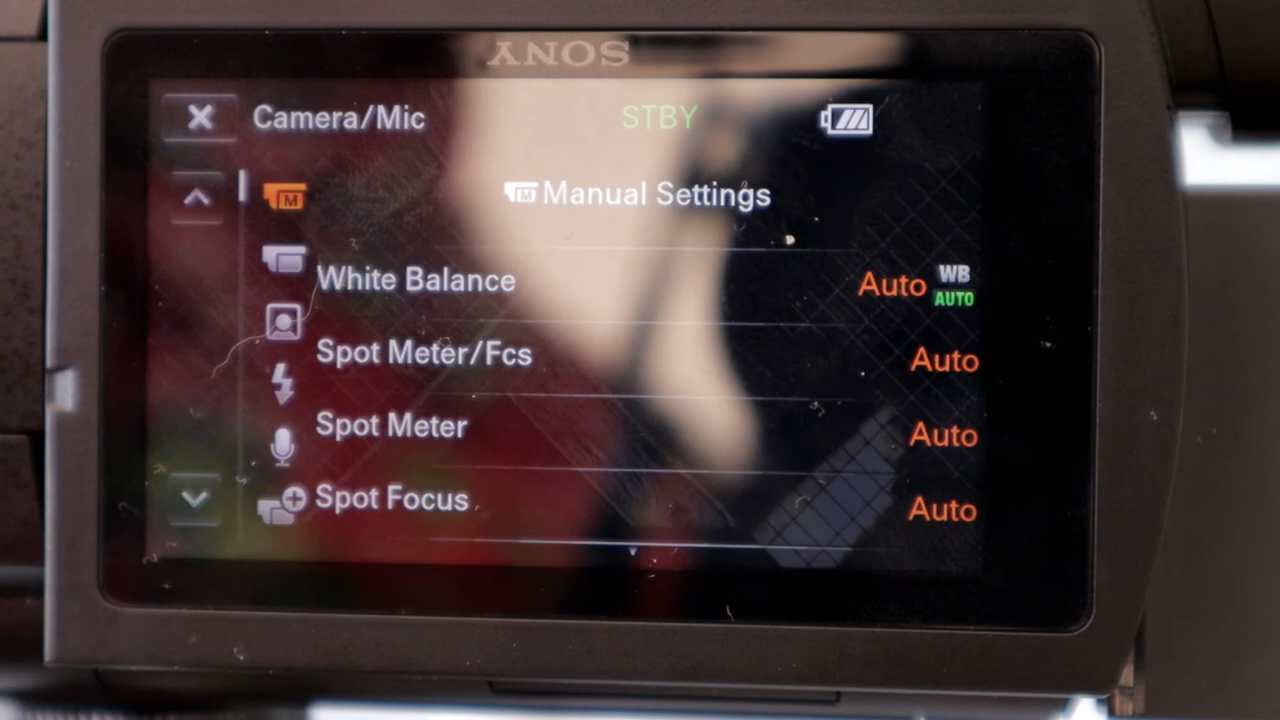 SONY
Camera/Mic STBY
M
M Manual Settings
White Balance Auto WB AUTO
Spot Meter/Fcs Auto
Spot Meter Auto
Spot Focus Auto